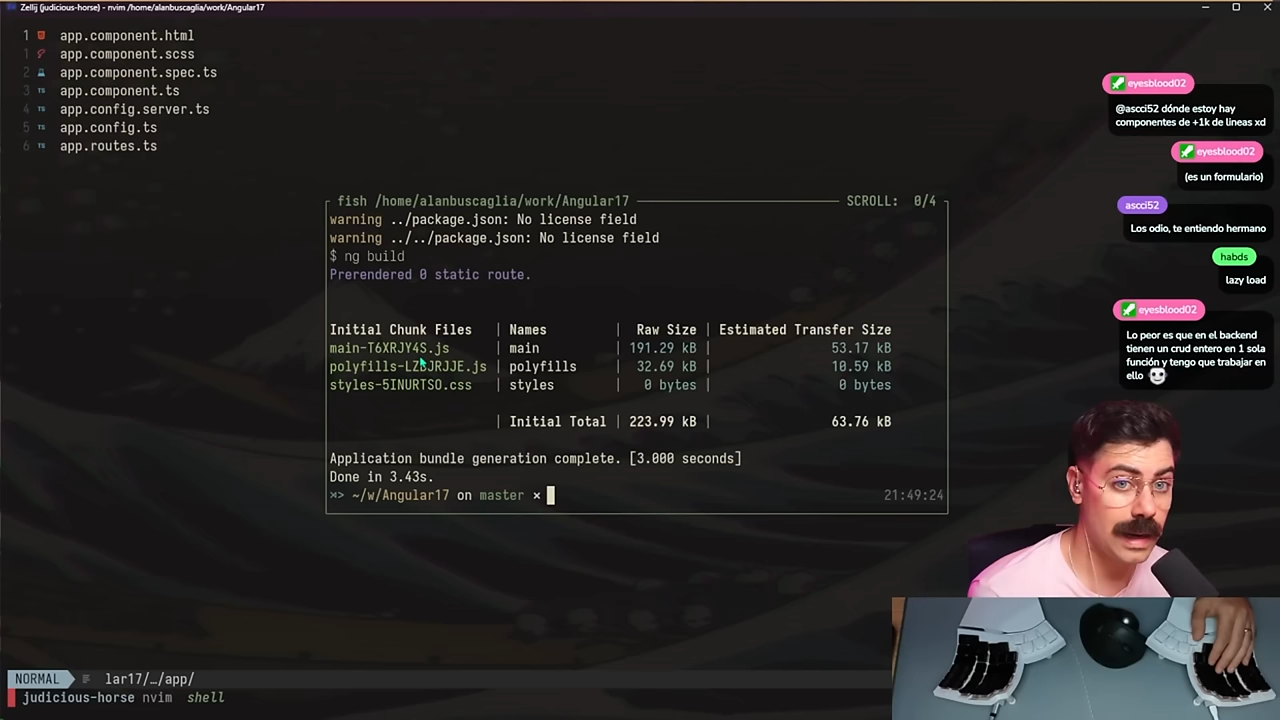 Zellij (judicious-horse) - nvim /home/alanbuscaglia/work/Angular17
1 app.component.html
1 app.component.scss
2 app.component.spec.ts
3 app.component.ts
4 app.config.server.ts
5 app.config.ts
6 app.routes.ts
fish /home/alanbuscaglia/work/Angular17 SCROLL: 0/4
warning ../package.json: No license field
warning ../../package.json: No license field
$ ng build
Prerendered 0 static route.
Initial Chunk Files | Names | Raw Size | Estimated Transfer Size
main-T6XRJY4S.js | main | 191.29 kB | 53.17 kB
| polyfills | 32.69 kB | 10.59 kB
styles-5INURTSO.css | styles | 0 bytes | 0 bytes
| Initial Total | 223.99 kB | 63.76 kB
Application bundle generation complete. [3.000 seconds]
Done in 3.43s.
~/w/Angular17 on master × 21:49:24
NORMAL lar17/…/app/
judicious-horse nvim shell
eyesblood02
@ascci52 dónde estoy hay
componentes de +1k de lineas xd
eyesblood02
(es un formulario)
ascci52
Los odio, te entiendo hermano
habds
lazy load
eyesblood02
Lo peor es que en el backend
tienen un crud entero en 1 sola
función y tengo que trabajar en
ello